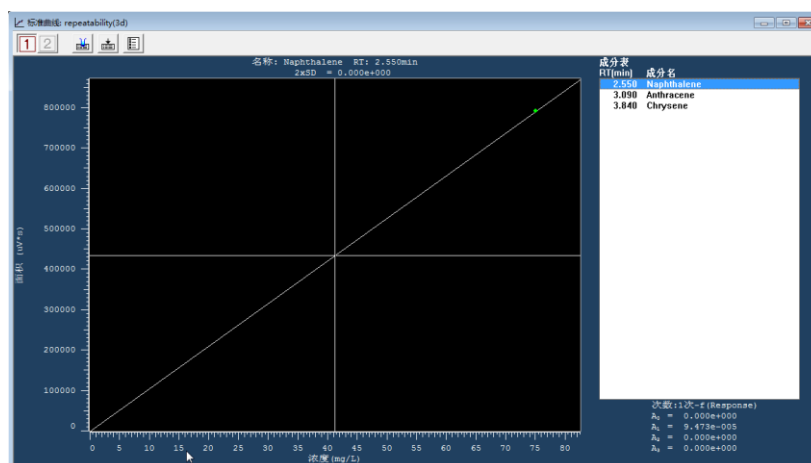 标准曲线: repeatability(3d)
1 2
名称: Naphthalene RT: 2.550min
2xSD = 0.000e+000
成分表
RT[min] 成分名
2.550 Naphthalene
3.090 Anthracene
3.840 Chrysene
800000
700000
600000
500000
400000
300000
200000
100000
0
面积 (uV*s)
0 5 10 15 20 25 30 35 40 45 50 55 60 65 70 75 80
浓度(mg/L)
次数:1次-f(Response)
A₀ = 0.000e+000
A₁ = 9.473e-005
= 0.000e+000
= 0.000e+000